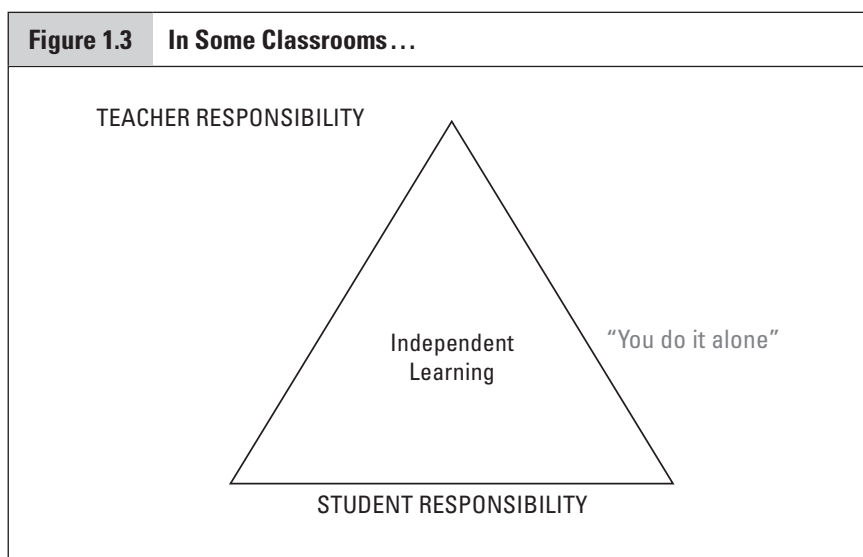 Figure 1.3 In Some Classrooms...
TEACHER RESPONSIBILITY
Independent
Learning
“You do it alone”
STUDENT RESPONSIBILITY